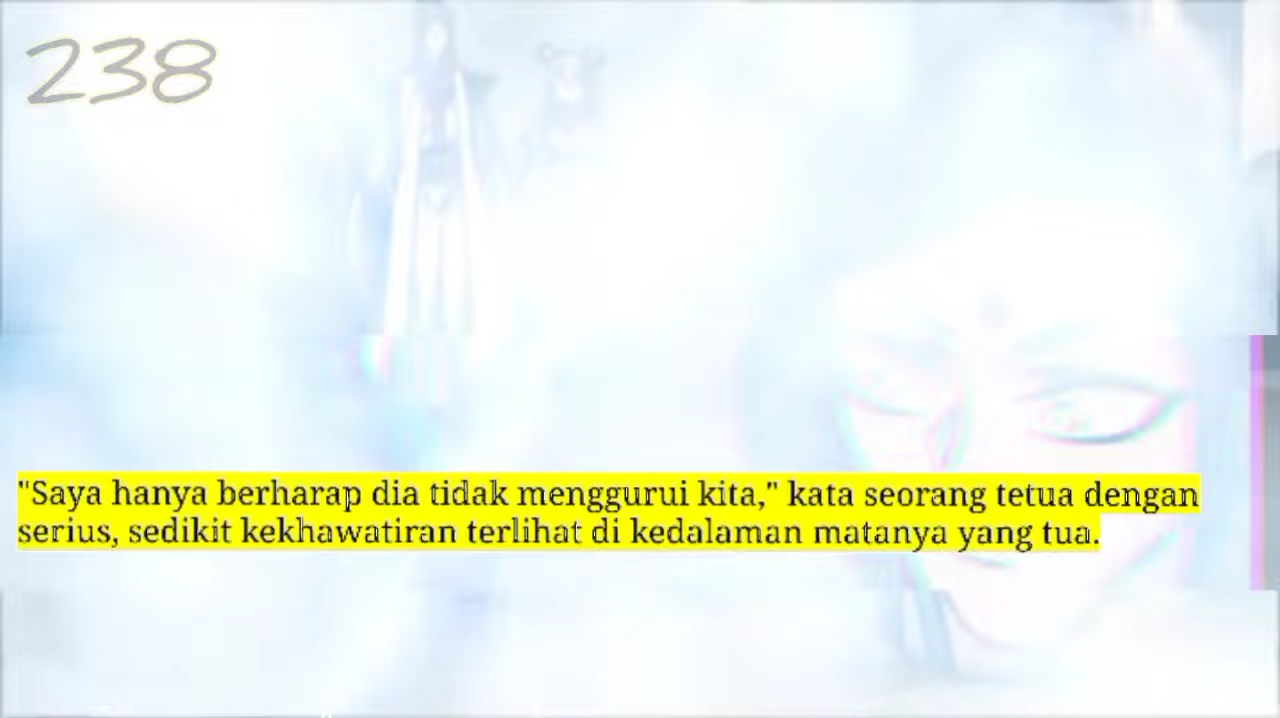 238
"Saya hanya berharap dia tidak menggurui kita," kata seorang tetua dengan
serius, sedikit kekhawatiran terlihat di kedalaman matanya yang tua.